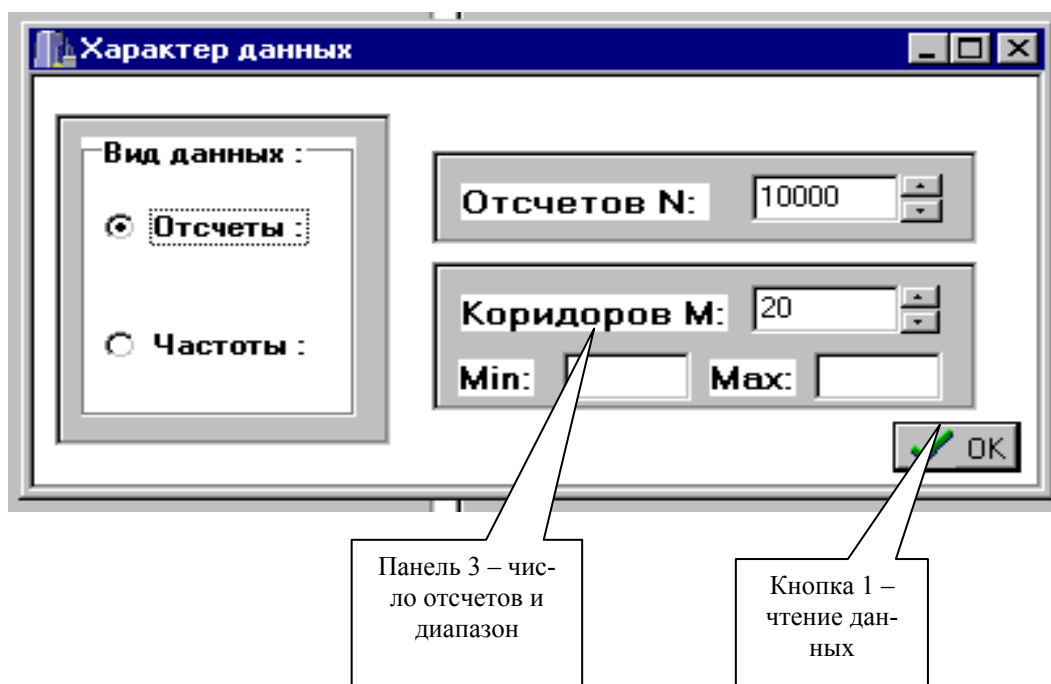 Характер данных
Вид данных :
Отсчеты :
Частоты :
Отсчетов N: 10000
Коридоров M: 20
Min: Max:
OK
Панель 3 – чис-
ло отсчетов и
диапазон
Кнопка 1 –
чтение дан-
ных